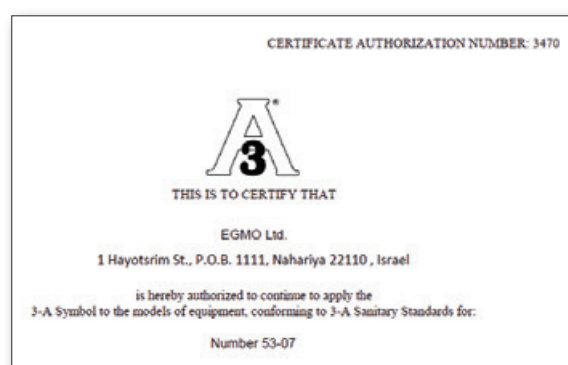 CERTIFICATE AUTHORIZATION NUMBER: 3470
A®
3
THIS IS TO CERTIFY THAT
EGMO Ltd.
1 Hayotsrim St., P.O.B. 1111, Nahariya 22110 , Israel
is hereby authorized to continue to apply the
3-A Symbol to the models of equipment, conforming to 3-A Sanitary Standards for:
Number 53-07